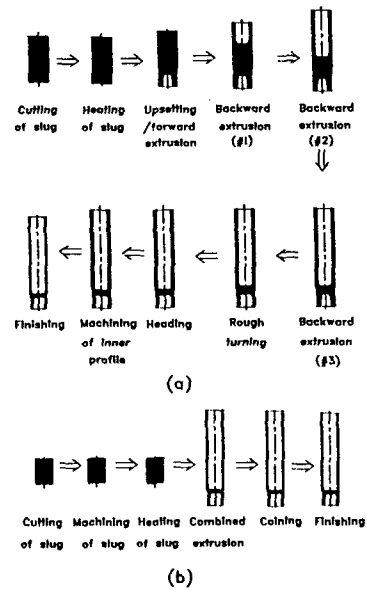 Cutting of slug
Heating of slug
Upsetting /forward extrusion
Backward extrusion (#1)
Backward extrusion (#2)
Finishing
Machining of inner profile
Heading
Rough turning
Backward extrusion (#3)
(a)
Cutting of slug
Machining of slug
Heating of slug
Combined extrusion
Coining
Finishing
(b)